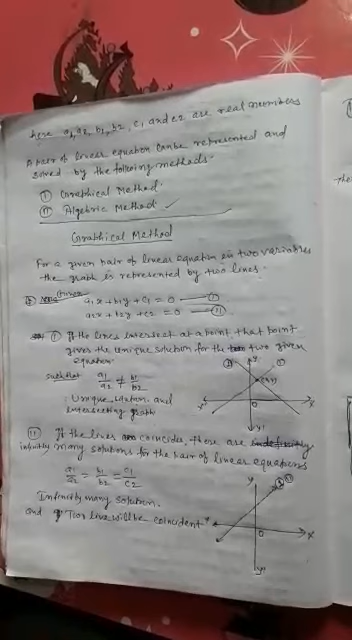 here a1, a2, b1, b2, c1 and c2 are real numbers
A pair of linear equation can be represented and
solved by the following methods.
(I) Graphical Method.
(II) Algebric Method
Graphical Method
For a given pair of linear equation in two variables
the graph is represented by two lines.
a1x + b1y + c1 = 0 — (I)
a2x + b2y + c2 = 0 — (II)
(I) If the lines intersect at a point that point
gives the unique solution for the two given
equation.
such that a1/a2 ≠ b1/b2
: Unique solution and
intersecting graph
(II) If the lines coincide, there are
infinitly many solutions for the pair of linear equations
a1/a2 = b1/b2 = c1/c2
Infinitly many solution.
and Two line will be coincident
Y
X' O X
Y'
Y
O X
Y'